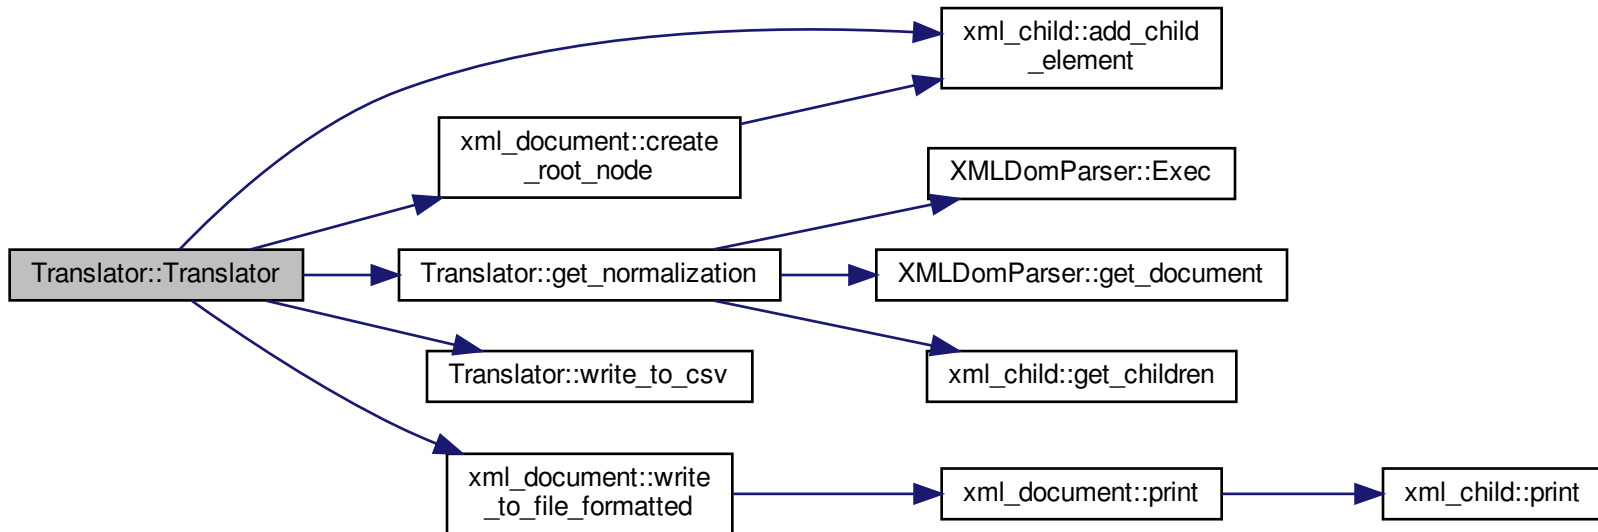 xml_child::add_child
_element
xml_document::create
_root_node
XMLDomParser::Exec
Translator::Translator
Translator::get_normalization
XMLDomParser::get_document
Translator::write_to_csv
xml_child::get_children
xml_document::write
_to_file_formatted
xml_document::print
xml_child::print